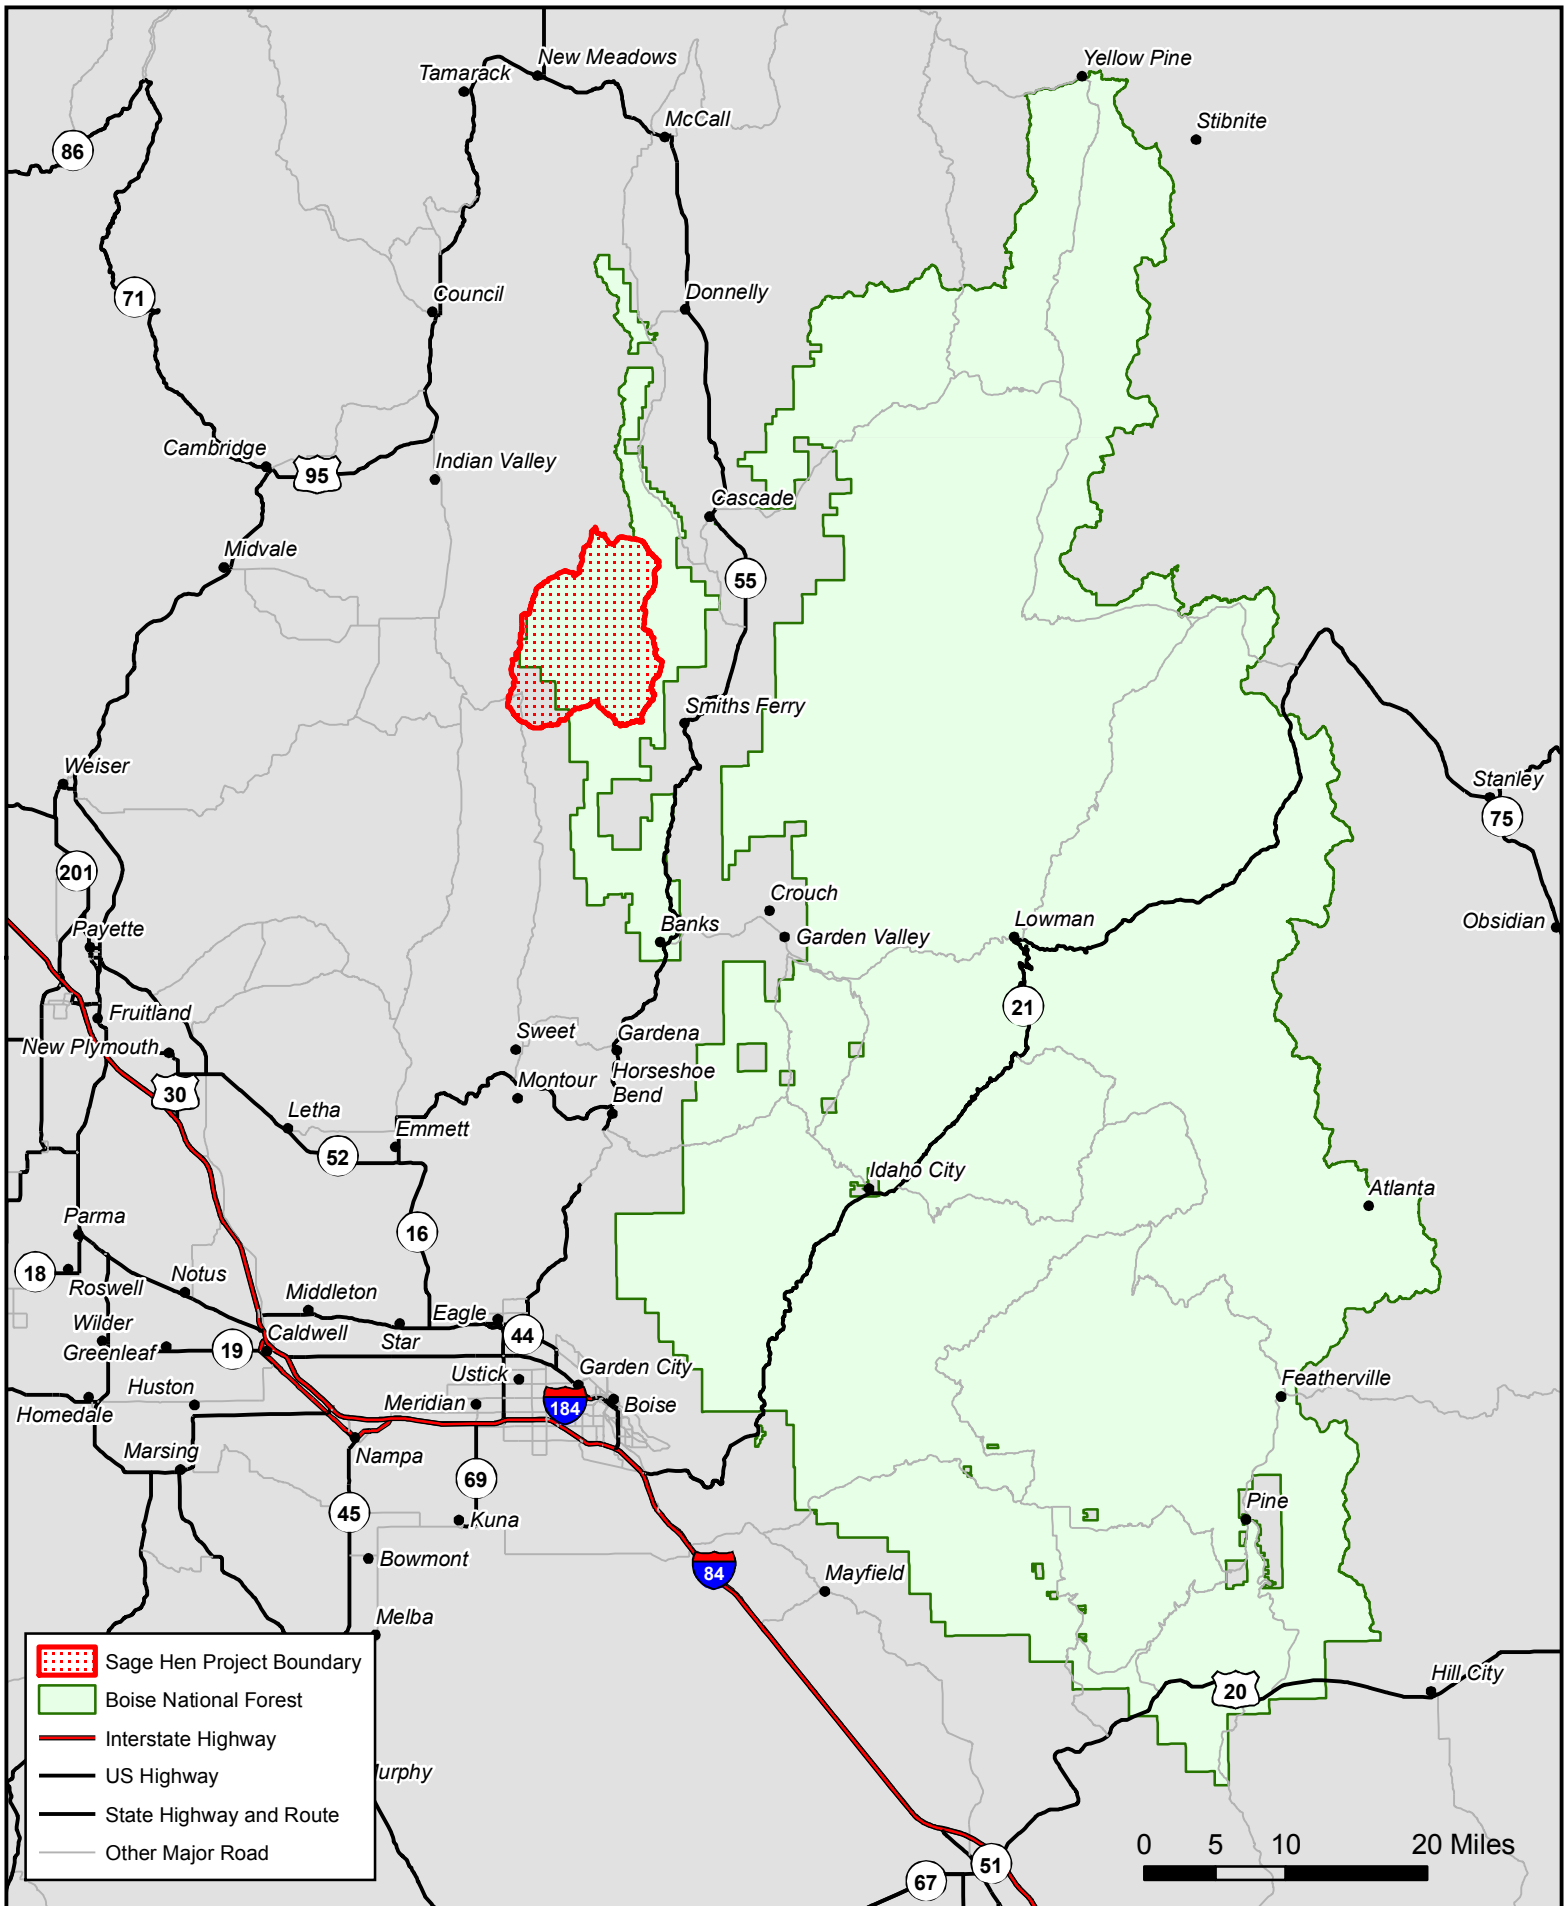 New Meadows
Yellow Pine
Tamarack
Stibnite
McCall
86
71
Council
Donnelly
Cambridge
95
Indian Valley
Cascade
Midvale
55
Smiths Ferry
Weiser
Stanley
75
201
Crouch
Payette
Banks
Garden Valley
Lowman
Obsidian
21
Fruitland
New Plymouth
Sweet
Gardena
Horseshoe
Bend
Montour
30
Letha
Emmett
52
Idaho City
Atlanta
Parma
16
18
Roswell
Notus
Middleton
Eagle
44
Wilder
Greenleaf
19
Caldwell
Star
Ustick
Garden City
Featherville
Huston
Meridian
184
Boise
Homedale
Marsing
Nampa
69
45
Kuna
Pine
Bowmont
84
Mayfield
Melba
Sage Hen Project Boundary
Boise National Forest
Interstate Highway
US Highway
State Highway and Route
Other Major Road
urphy
20
Hill City
0 5 10 20 Miles
51
67